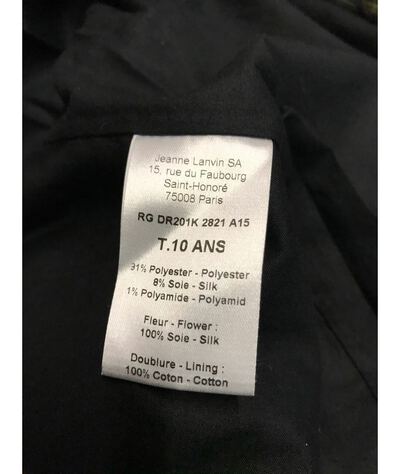 Jeanne Lanvin SA
15, rue du Faubourg
Saint-Honoré
75008 Paris
RG DR201K 2821 A15
T.10 ANS
91% Polyester - Polyester
8% Soie - Silk
1% Polyamide - Polyamid
Fleur - Flower :
100% Soie - Silk
Doublure - Lining :
100% Coton - Cotton